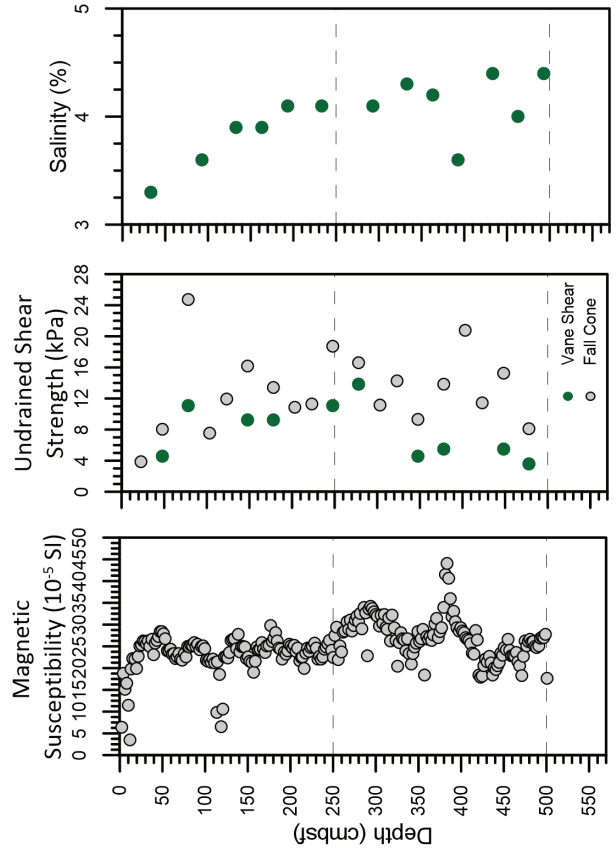 Magnetic
Susceptibility (10-5 SI)
0 5 10 15 20 25 30 35 40 45 50
Undrained Shear
Strength (kPa)
0 4 8 12 16 20 24 28
Salinity (%)
3 4 5
0
50
100
150
200
250
300
350
400
450
500
550
Depth (cmbsf)
Vane Shear
Fall Cone